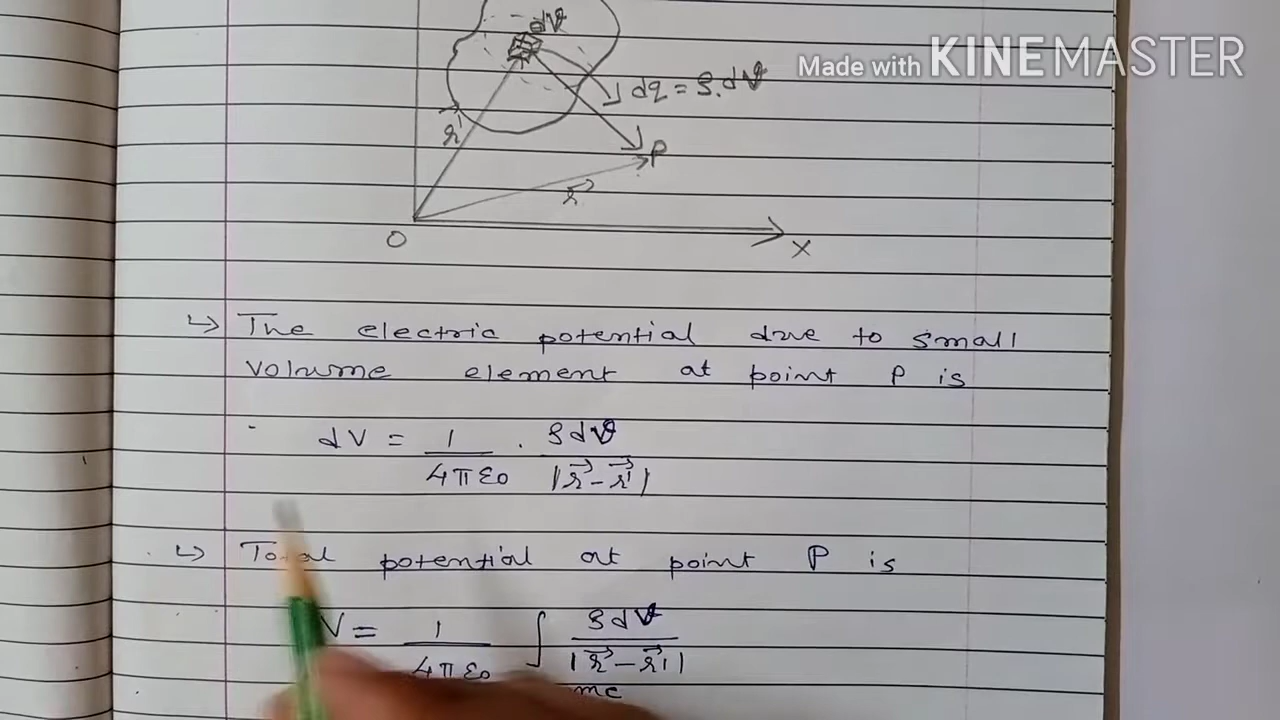 Made with KINEMASTER
dV
dq = ρ.dV
r'
P
r
O
X
↳ The electric potential due to small
volume element at point P is
dV = 1/4πε0 . ρdV/|r⃗-r⃗'|
↳ Total potential at point P is
V = 1/4πε0 ∫ ρdV/|r⃗-r⃗'|